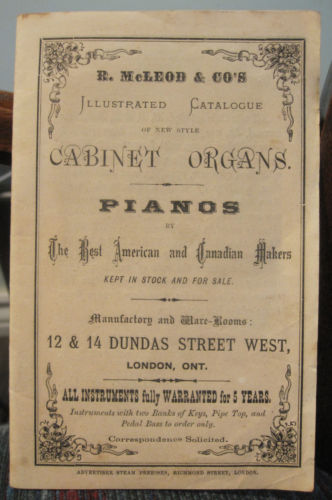 R. McLEOD & CO'S
ILLUSTRATED CATALOGUE
OF NEW STYLE
CABINET ORGANS.
PIANOS
BY
The Best American and Canadian Makers
KEPT IN STOCK AND FOR SALE.
Manufactory and Ware-Rooms:
12 & 14 DUNDAS STREET WEST,
LONDON, ONT.
ALL INSTRUMENTS fully WARRANTED for 5 YEARS.
Instruments with two Banks of Keys, Pipe Top, and
Pedal Bass to order only.
Correspondence Solicited.
ADVERTISER STEAM PRESSES, RICHMOND STREET, LONDON.